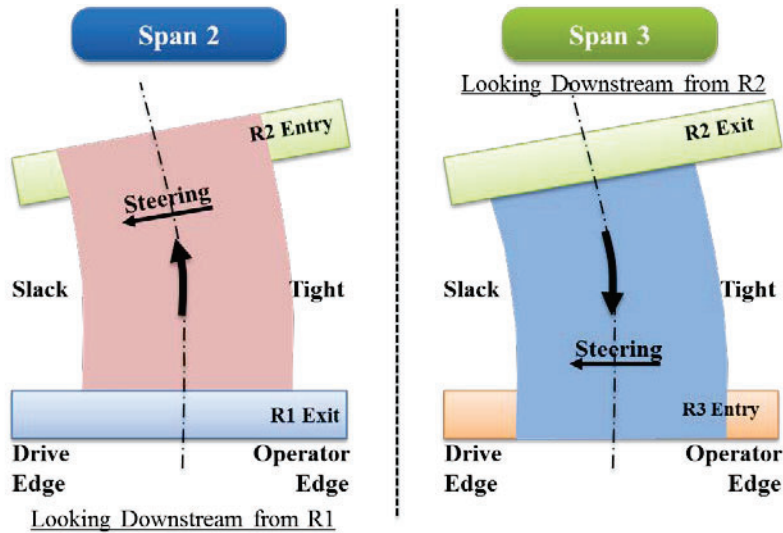 Span 2
R2 Entry
Steering
Slack
Tight
R1 Exit
Drive
Edge
Operator
Edge
Looking Downstream from R1
Span 3
Looking Downstream from R2
R2 Exit
Slack
Tight
Steering
R3 Entry
Drive
Edge
Operator
Edge